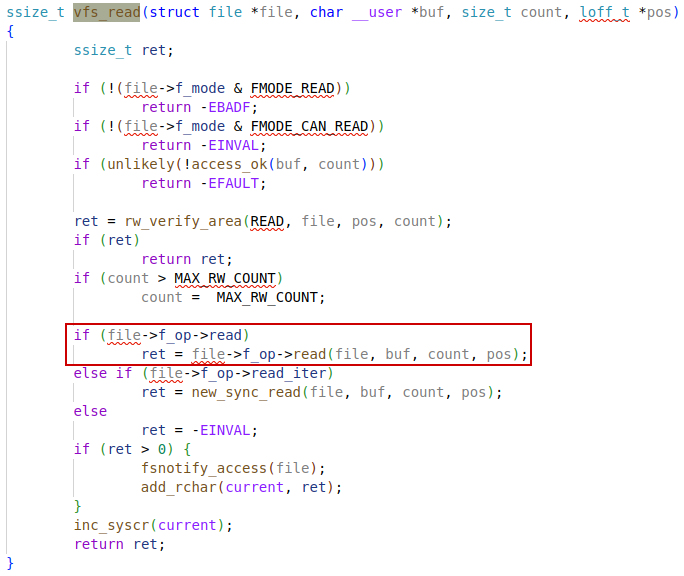 ssize_t vfs_read(struct file *file, char __user *buf, size_t count, loff_t *pos)
{
        ssize_t ret;

        if (!(file->f_mode & FMODE_READ))
                return -EBADF;
        if (!(file->f_mode & FMODE_CAN_READ))
                return -EINVAL;
        if (unlikely(!access_ok(buf, count)))
                return -EFAULT;

        ret = rw_verify_area(READ, file, pos, count);
        if (ret)
                return ret;
        if (count > MAX_RW_COUNT)
                count =  MAX_RW_COUNT;

        if (file->f_op->read)
                ret = file->f_op->read(file, buf, count, pos);
        else if (file->f_op->read_iter)
                ret = new_sync_read(file, buf, count, pos);
        else
                ret = -EINVAL;
        if (ret > 0) {
                fsnotify_access(file);
                add_rchar(current, ret);
        }
        inc_syscr(current);
        return ret;
}